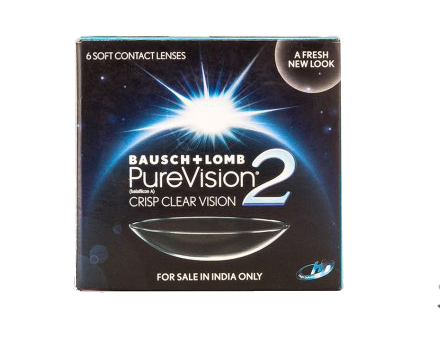 6 SOFT CONTACT LENSES
A FRESH
NEW LOOK
BAUSCH+LOMB
PureVision® 2
(balafilcon A)
CRISP CLEAR VISION
FOR SALE IN INDIA ONLY